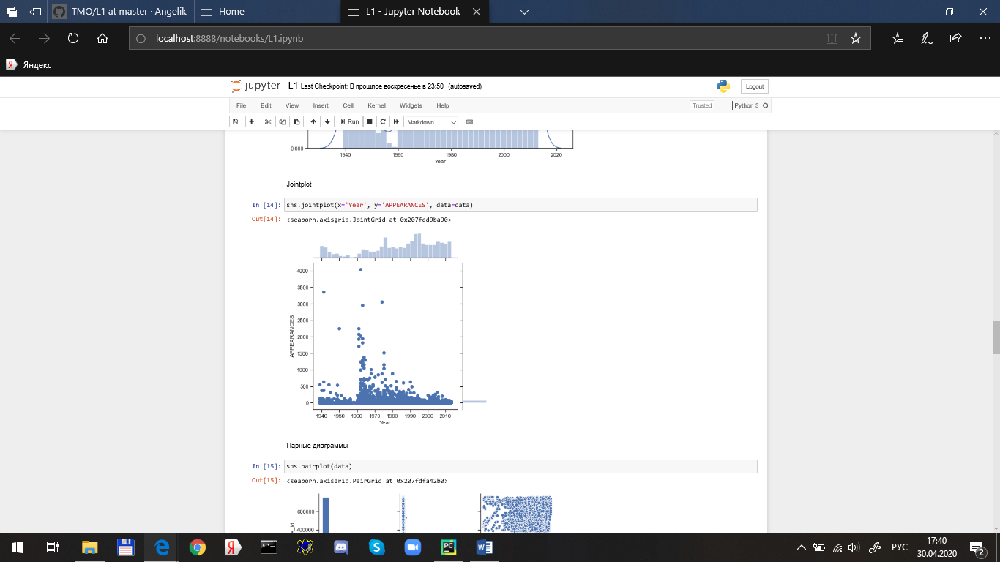 TMO/L1 at master · Angelika
Home
L1 - Jupyter Notebook
localhost:8888/notebooks/L1.ipynb
Яндекс
jupyter L1 Last Checkpoint: В прошлое воскресенье в 23:50 (autosaved)
Logout
File Edit View Insert Cell Kernel Widgets Help
Trusted
Python 3
Run
Markdown
0.000
1940 1960 1980 2000 2020
Year
Jointplot
In [14]: sns.jointplot(x='Year', y='APPEARANCES', data=data)
Out[14]: <seaborn.axisgrid.JointGrid at 0x207fdd9ba90>
4000
3500
3000
2500
2000
1500
1000
500
0
APPEARANCES
1940 1950 1960 1970 1980 1990 2000 2010
Year
Парные диаграммы
In [15]: sns.pairplot(data)
Out[15]: <seaborn.axisgrid.PairGrid at 0x207fdfa42b0>
600000
400000
РУС
17:40
30.04.2020
2